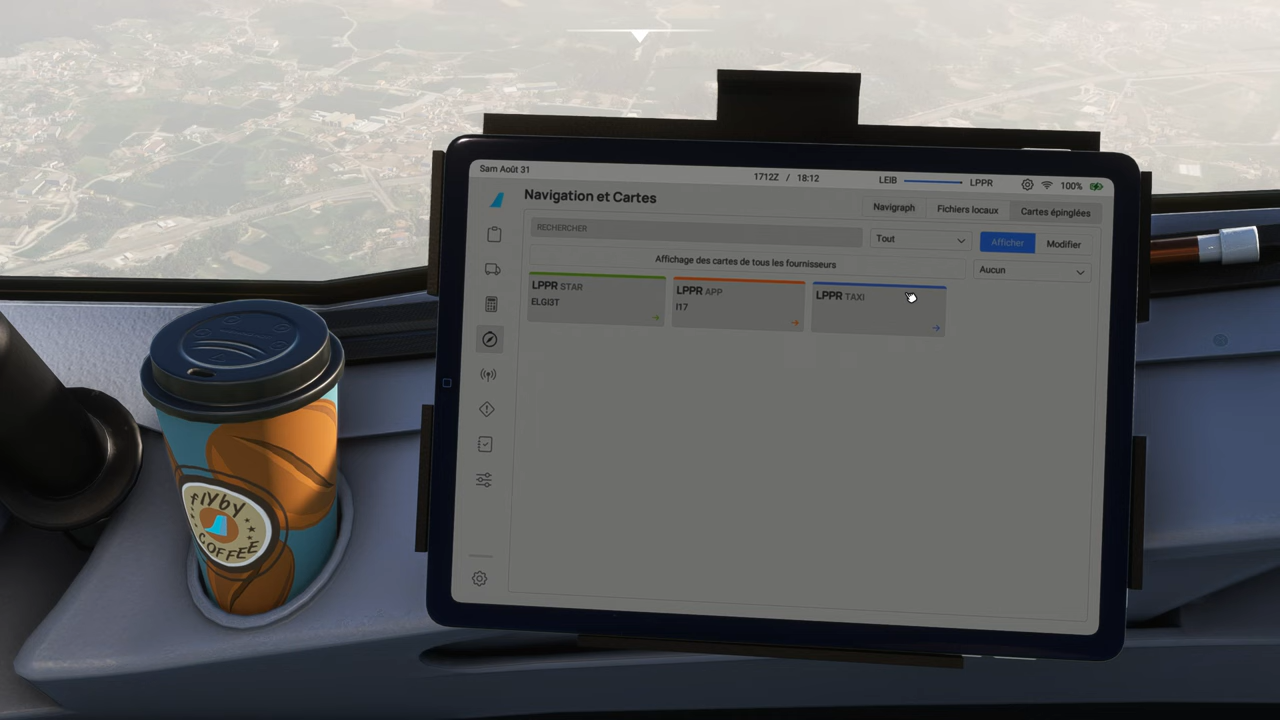 Sam Août 31
1712Z / 18:12
LEIB
LPPR
100%
Navigation et Cartes
Navigraph
Fichiers locaux
Cartes épinglées
RECHERCHER
Tout
Afficher
Modifier
Affichage des cartes de tous les fournisseurs
Aucun
LPPR STAR
ELGI3T
LPPR APP
I17
LPPR TAXI
flyby
COFFEE